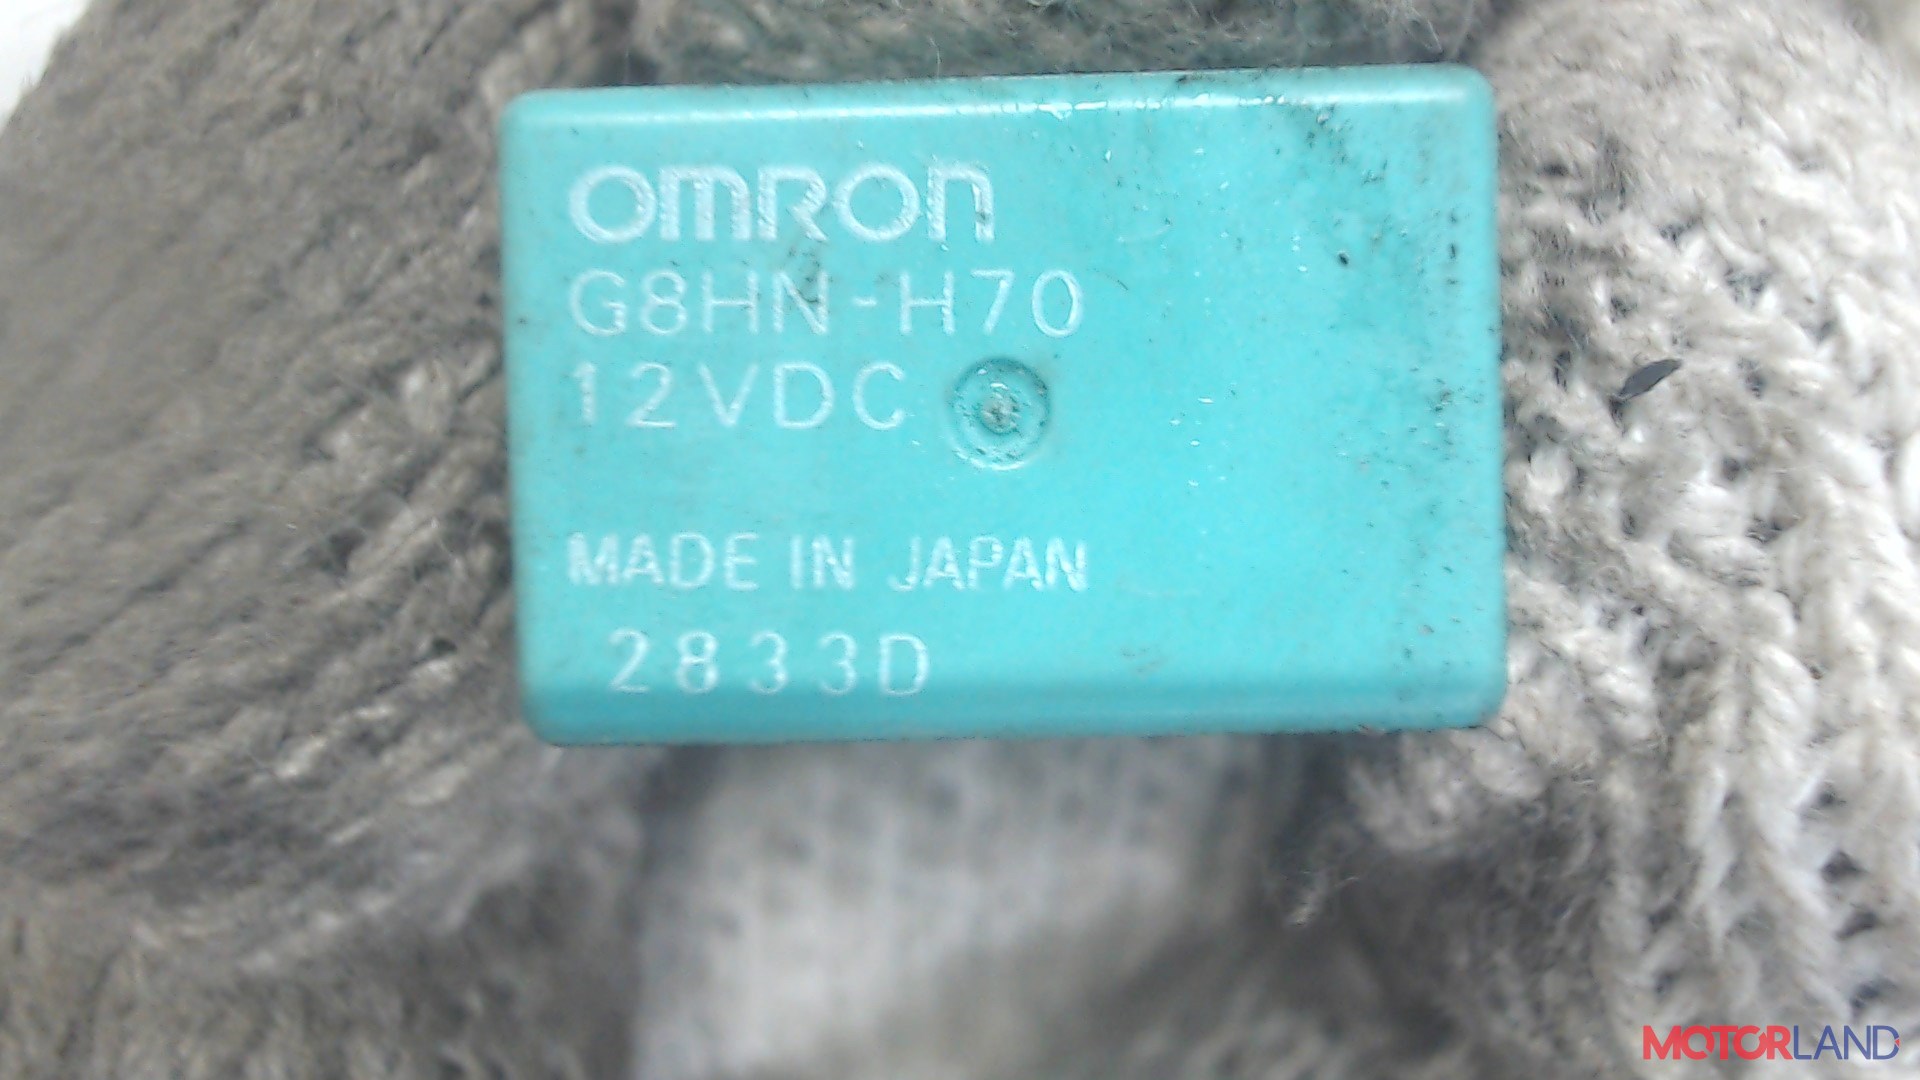 OMRON
G8HN-H70
12VDC
MADE IN JAPAN
2833D
MOTORLAND